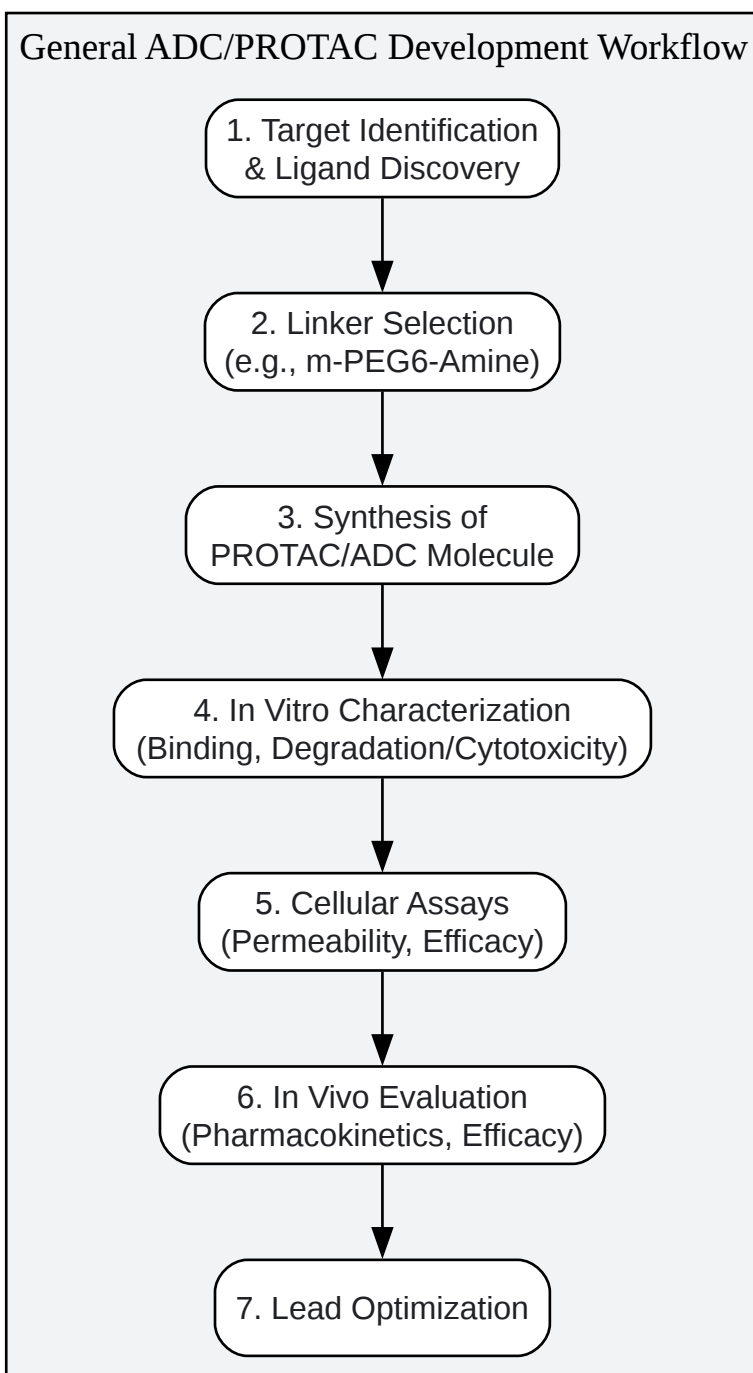 General ADC/PROTAC Development Workflow
1. Target Identification
& Ligand Discovery
2. Linker Selection
(e.g., m-PEG6-Amine)
3. Synthesis of
PROTAC/ADC Molecule
4. In Vitro Characterization
(Binding, Degradation/Cytotoxicity)
5. Cellular Assays
(Permeability, Efficacy)
6. In Vivo Evaluation
(Pharmacokinetics, Efficacy)
7. Lead Optimization